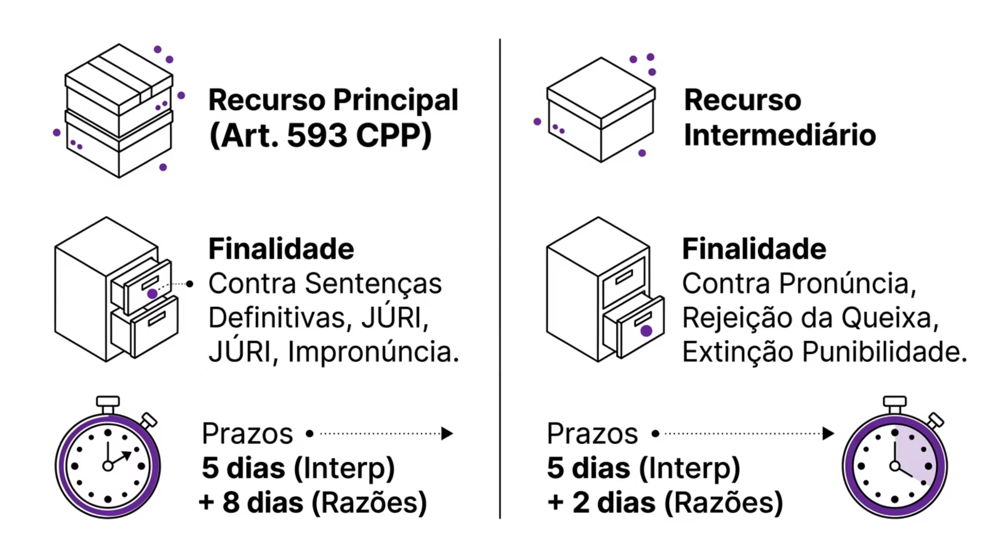 Recurso Principal
(Art. 593 CPP)
Finalidade
Contra Sentenças
Definitivas, JÚRI,
JÚRI, Impronúncia.
Prazos
5 dias (Interp)
+ 8 dias (Razões)
Recurso
Intermediário
Finalidade
Contra Pronúncia,
Rejeição da Queixa,
Extinção Punibilidade.
Prazos
5 dias (Interp)
+ 2 dias (Razões)